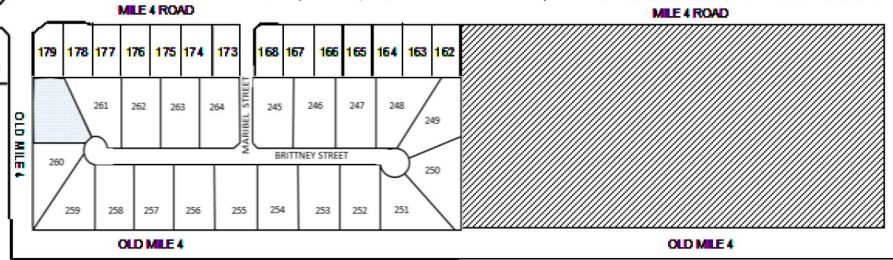 MILE 4 ROAD
MILE 4 ROAD
179 178 177 176 175 174 173 168 167 166 165 164 163 162
261 262 263 264 245 246 247 248 249
MARIBEL STREET
OLD MILE 4
BRITTNEY STREET
260 250
259 258 257 256 255 254 253 252 251
OLD MILE 4
OLD MILE 4